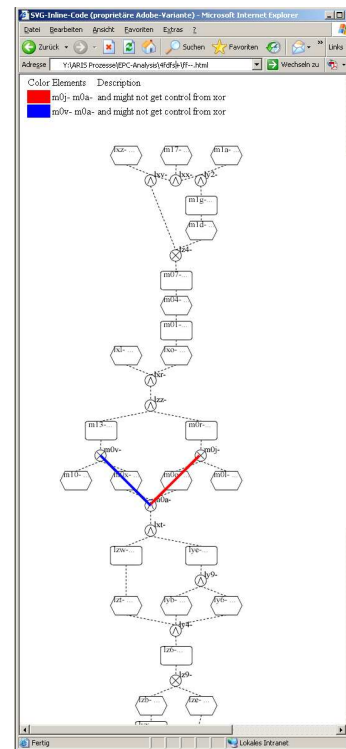 SVG-Inline-Code (proprietäre Adobe-Variante) - Microsoft Internet Explorer
Datei Bearbeiten Ansicht Favoriten Extras ?
Zurück Suchen Favoriten Links
Adresse Wechseln zu
Color Elements Description
m0j- m0a- and might not get control from xor
m0v- m0a- and might not get control from xor
lxz-... m17-... m1a-...
lxy- lxx- ly2-
m1g-...
m1d-...
lz4-
m07-...
m04-...
m01-...
lxl-... lxo-...
lxr-
lzz-
m13-... m0r-...
m0v- m0j-
m10-... m0l-...
m0a-
lxt-
lzw-... lye-...
ly9-
lzt-... lyb-... ly6-...
ly4-
lz6-...
lz9-
lzb-... lze-...
Fertig Lokales Intranet